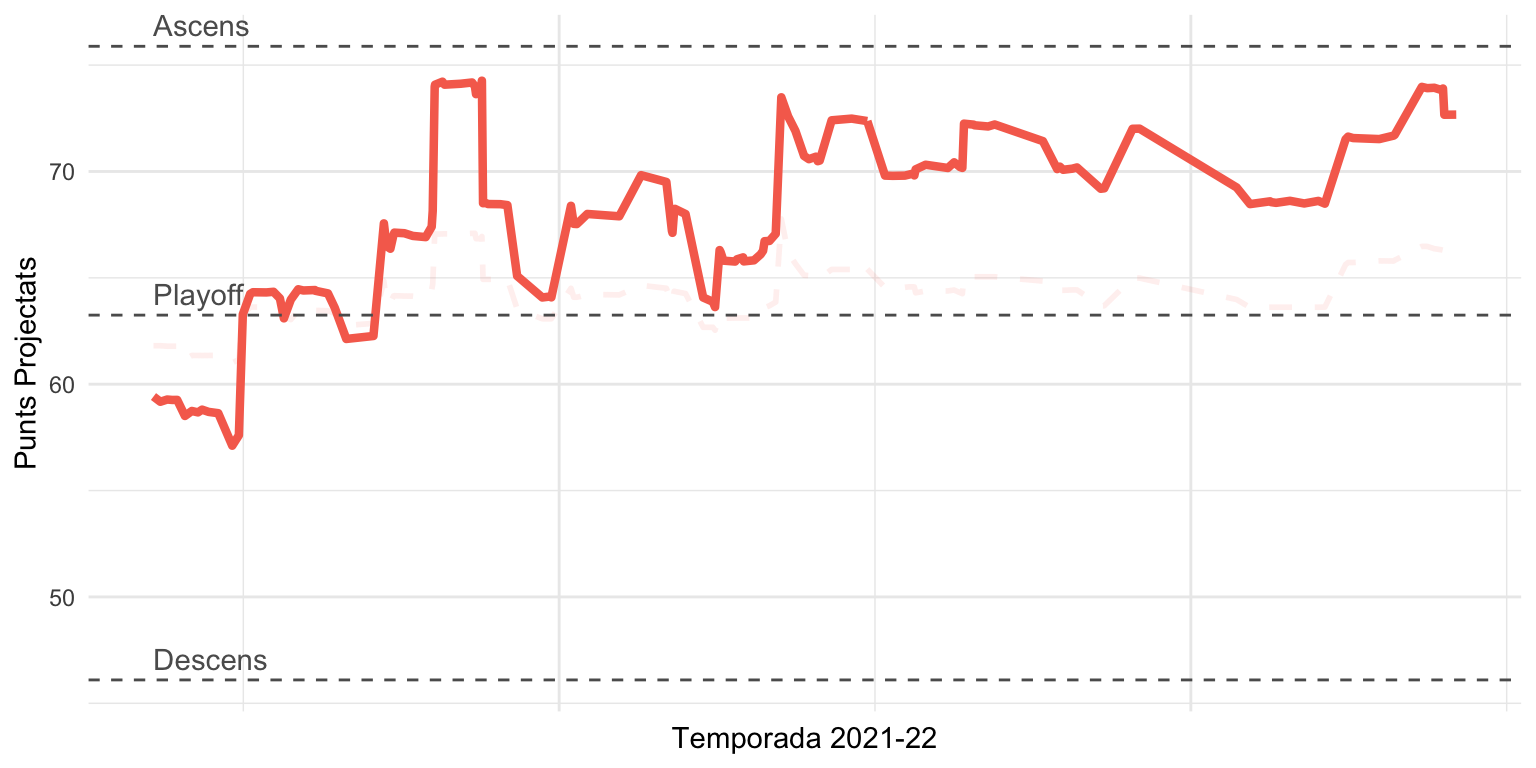 Ascens
70
Playoff
60
50
Descens
Punts Projectats
Temporada 2021-22